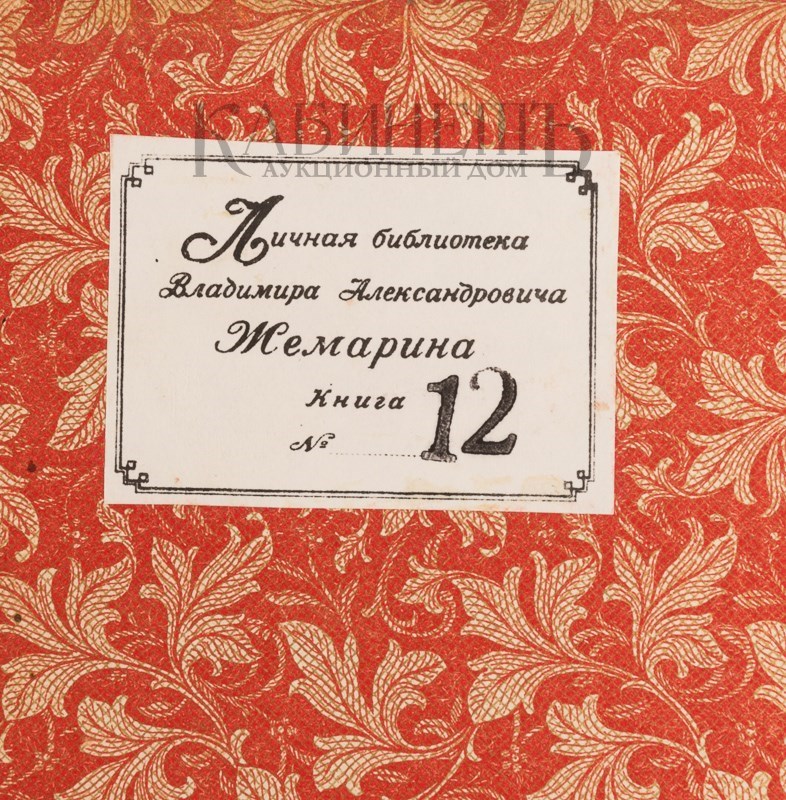 КАБИНЕТЪ
АУКЦИОННЫЙ ДОМ
Личная библиотека
Владимира Александровича
Жемарина
Книга
№ 12